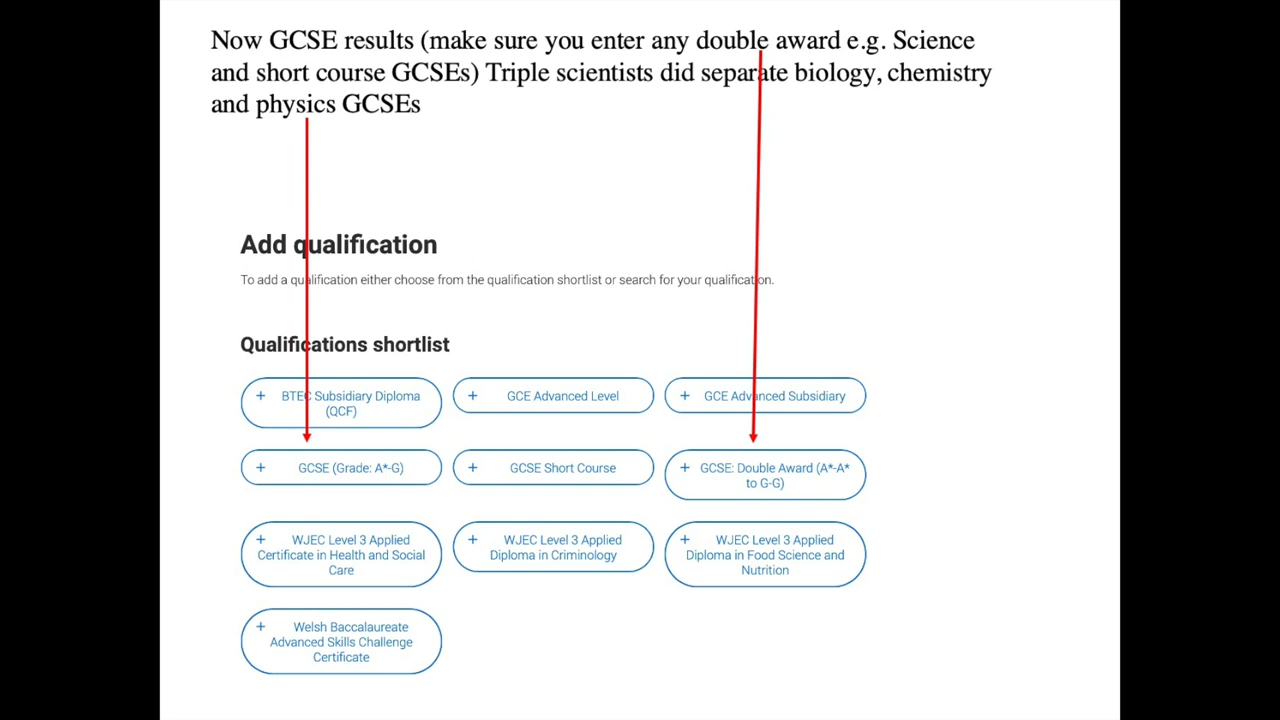 Now GCSE results (make sure you enter any double award e.g. Science
and short course GCSEs) Triple scientists did separate biology, chemistry
and physics GCSEs
Add qualification
To add a qualification either choose from the qualification shortlist or search for your qualification.
Qualifications shortlist
+ BTEC Subsidiary Diploma
(QCF)
+ GCE Advanced Level
+ GCE Advanced Subsidiary
+ GCSE (Grade: A*-G)
+ GCSE Short Course
+ GCSE: Double Award (A*-A*
to G-G)
+ WJEC Level 3 Applied
Certificate in Health and Social
Care
+ WJEC Level 3 Applied
Diploma in Criminology
+ WJEC Level 3 Applied
Diploma in Food Science and
Nutrition
+ Welsh Baccalaureate
Advanced Skills Challenge
Certificate